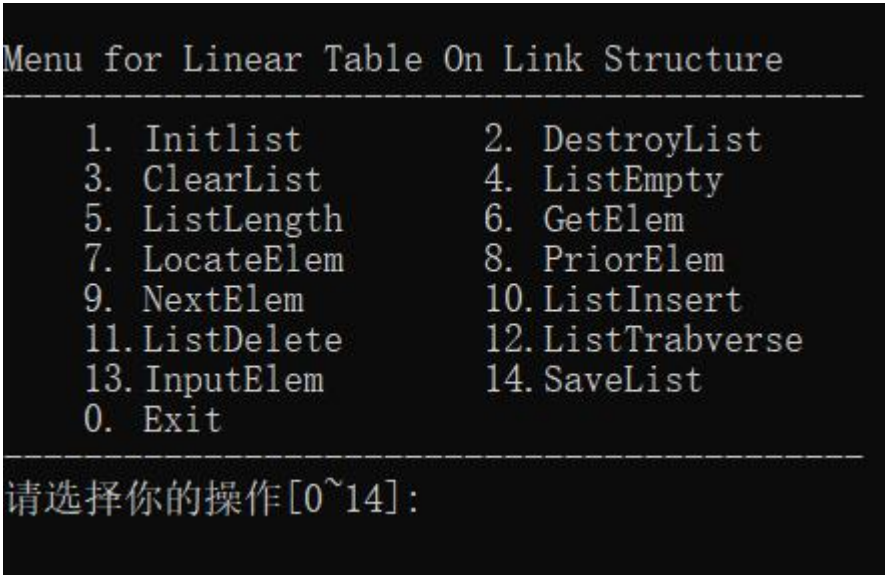 Menu for Linear Table On Link Structure
-------------------------------------------
1. Initlist 2. DestroyList
3. ClearList 4. ListEmpty
5. ListLength 6. GetElem
7. LocateElem 8. PriorElem
9. NextElem 10.ListInsert
11.ListDelete 12.ListTrabverse
13.InputElem 14.SaveList
0. Exit
-------------------------------------------
请选择你的操作[0~14]: